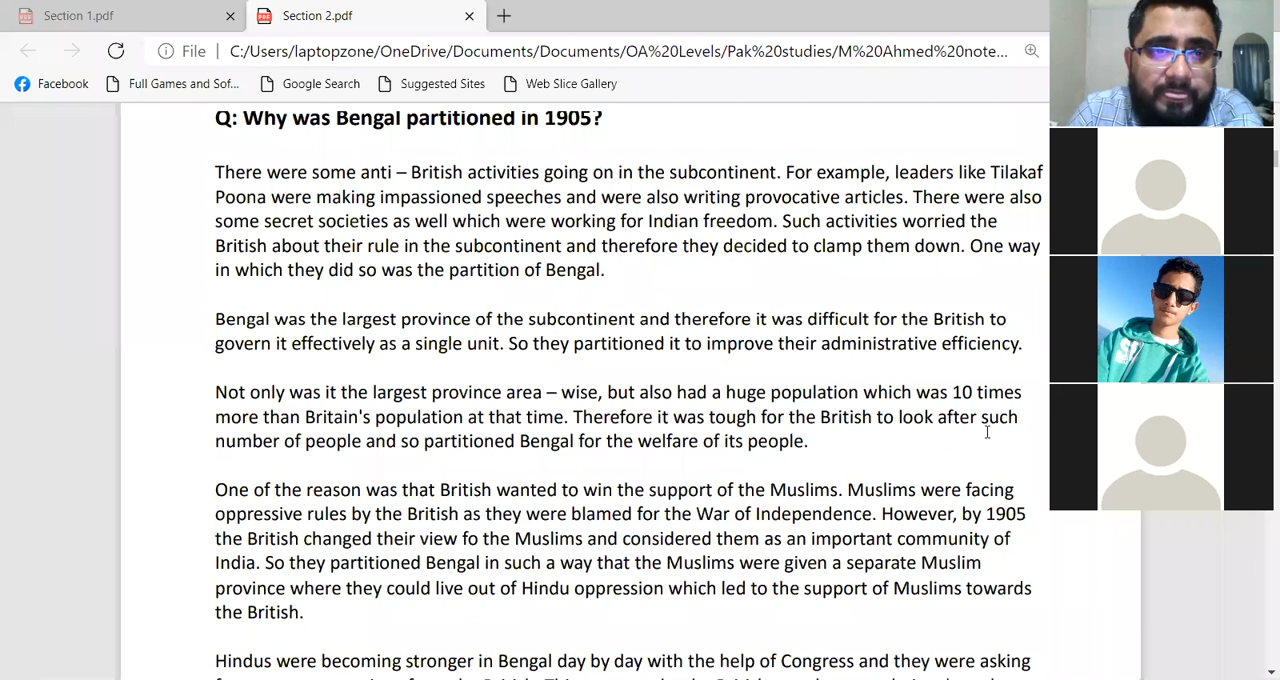 Section 1.pdf
Section 2.pdf
File
C:/Users/laptopzone/OneDrive/Documents/Documents/OA%20Levels/Pak%20studies/M%20Ahmed%20note...
Facebook
Full Games and Sof...
Google Search
Suggested Sites
Web Slice Gallery
Q: Why was Bengal partitioned in 1905?
There were some anti – British activities going on in the subcontinent. For example, leaders like Tilakaf
Poona were making impassioned speeches and were also writing provocative articles. There were also
some secret societies as well which were working for Indian freedom. Such activities worried the
British about their rule in the subcontinent and therefore they decided to clamp them down. One way
in which they did so was the partition of Bengal.
Bengal was the largest province of the subcontinent and therefore it was difficult for the British to
govern it effectively as a single unit. So they partitioned it to improve their administrative efficiency.
Not only was it the largest province area – wise, but also had a huge population which was 10 times
more than Britain's population at that time. Therefore it was tough for the British to look after such
number of people and so partitioned Bengal for the welfare of its people.
One of the reason was that British wanted to win the support of the Muslims. Muslims were facing
oppressive rules by the British as they were blamed for the War of Independence. However, by 1905
the British changed their view fo the Muslims and considered them as an important community of
India. So they partitioned Bengal in such a way that the Muslims were given a separate Muslim
province where they could live out of Hindu oppression which led to the support of Muslims towards
the British.
Hindus were becoming stronger in Bengal day by day with the help of Congress and they were asking